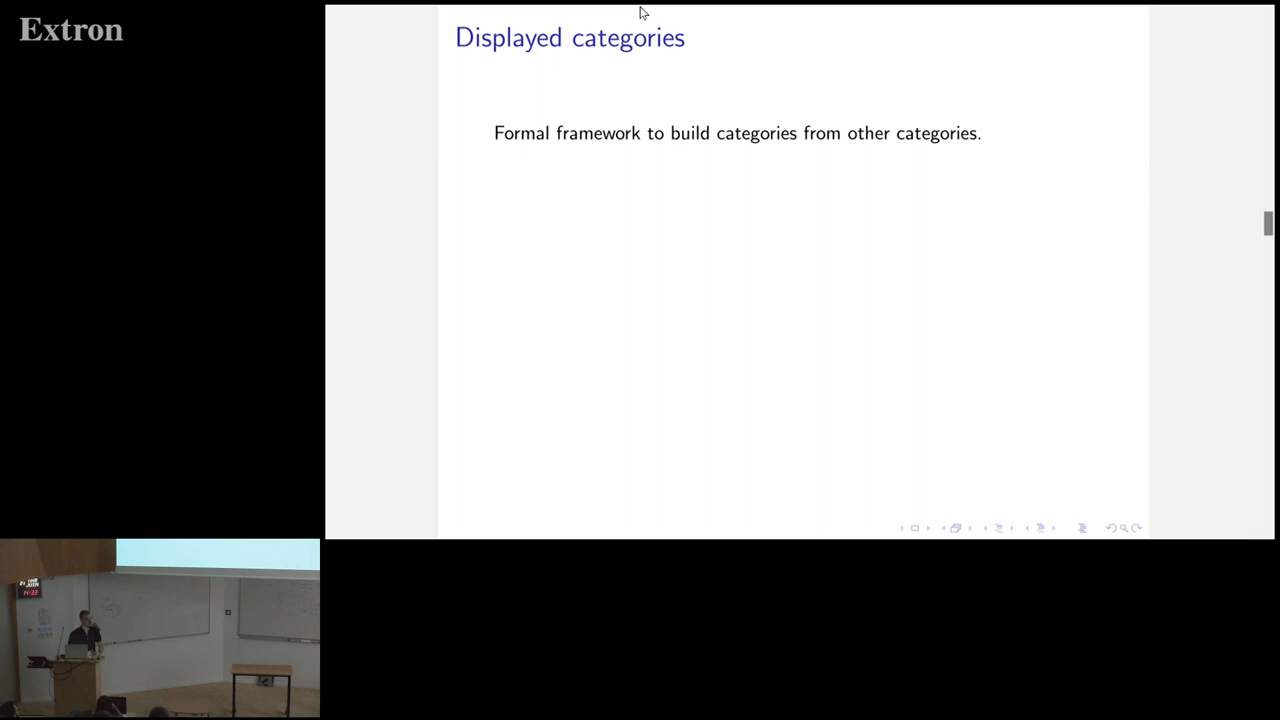 Extron
Displayed categories
Formal framework to build categories from other categories.